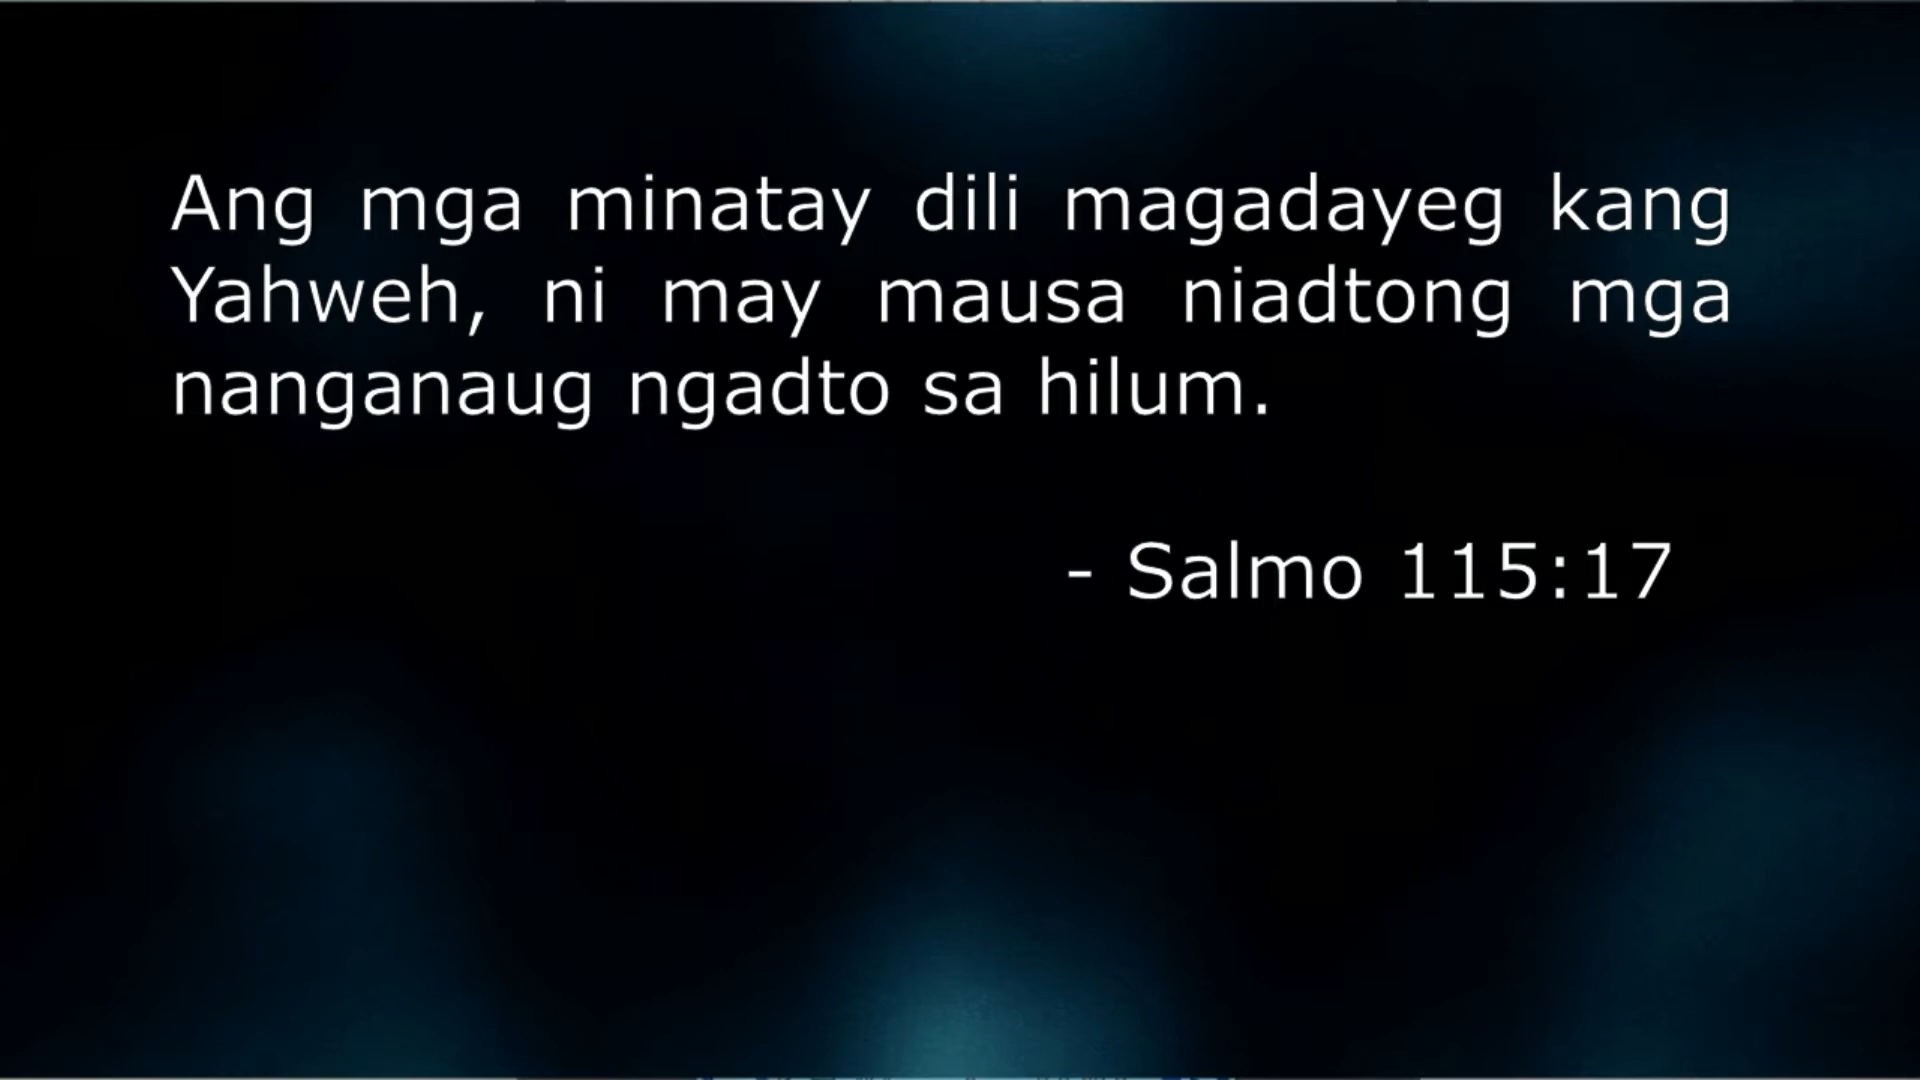 Ang mga minatay dili magadayeg kang
Yahweh, ni may mausa niadtong mga
nanganaug ngadto sa hilum.
- Salmo 115:17